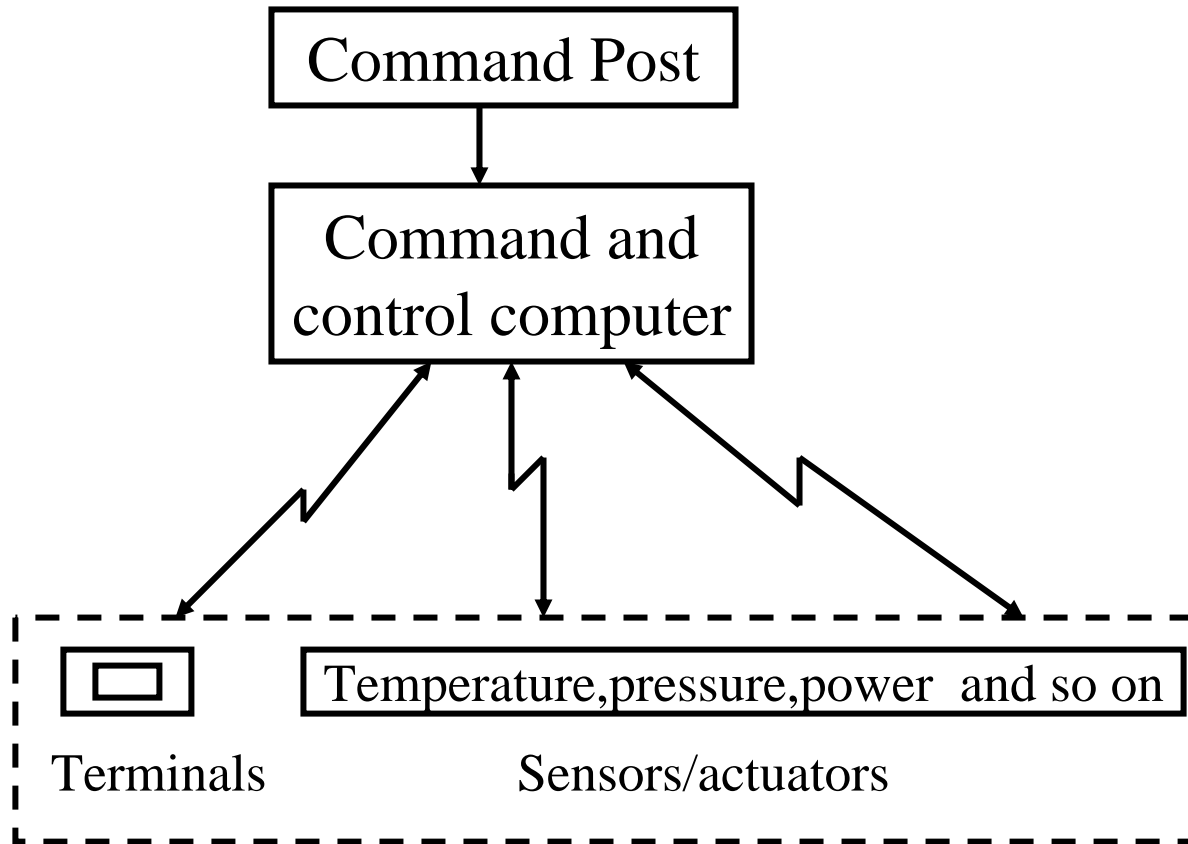 Command Post
Command and
control computer
Temperature,pressure,power and so on
Terminals
Sensors/actuators